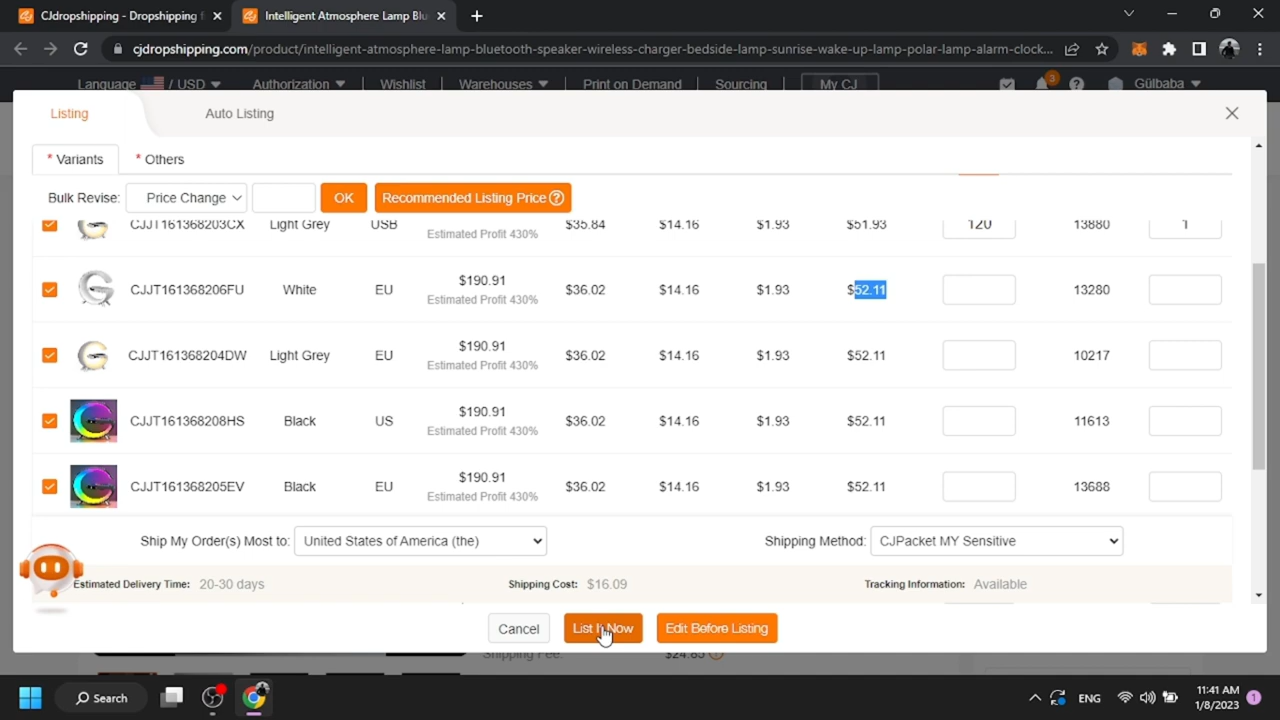 CJdropshipping - Dropshipping f
Intelligent Atmosphere Lamp Blu
cjdropshipping.com/product/intelligent-atmosphere-lamp-bluetooth-speaker-wireless-charger-bedside-lamp-sunrise-wake-up-lamp-polar-lamp-alarm-clock...
Language / USD Authorization Wishlist Warehouses Print on Demand Sourcing My CJ 3 Gülbaba
Listing Auto Listing
* Variants * Others
Bulk Revise: Price Change OK Recommended Listing Price ?
CJJT161368203CX Light Grey USB $35.84 $14.16 $1.93 $51.93 120 13880 1
Estimated Profit 430%
CJJT161368206FU White EU $190.91 $36.02 $14.16 $1.93 $52.11 13280
Estimated Profit 430%
CJJT161368204DW Light Grey EU $190.91 $36.02 $14.16 $1.93 $52.11 10217
Estimated Profit 430%
CJJT161368208HS Black US $190.91 $36.02 $14.16 $1.93 $52.11 11613
Estimated Profit 430%
CJJT161368205EV Black EU $190.91 $36.02 $14.16 $1.93 $52.11 13688
Estimated Profit 430%
Ship My Order(s) Most to: United States of America (the) Shipping Method: CJPacket MY Sensitive
Estimated Delivery Time: 20-30 days Shipping Cost: $16.09 Tracking Information: Available
Cancel List It Now Edit Before Listing
Shipping Fee: $24.85
Search ENG 11:41 AM
1/8/2023 1